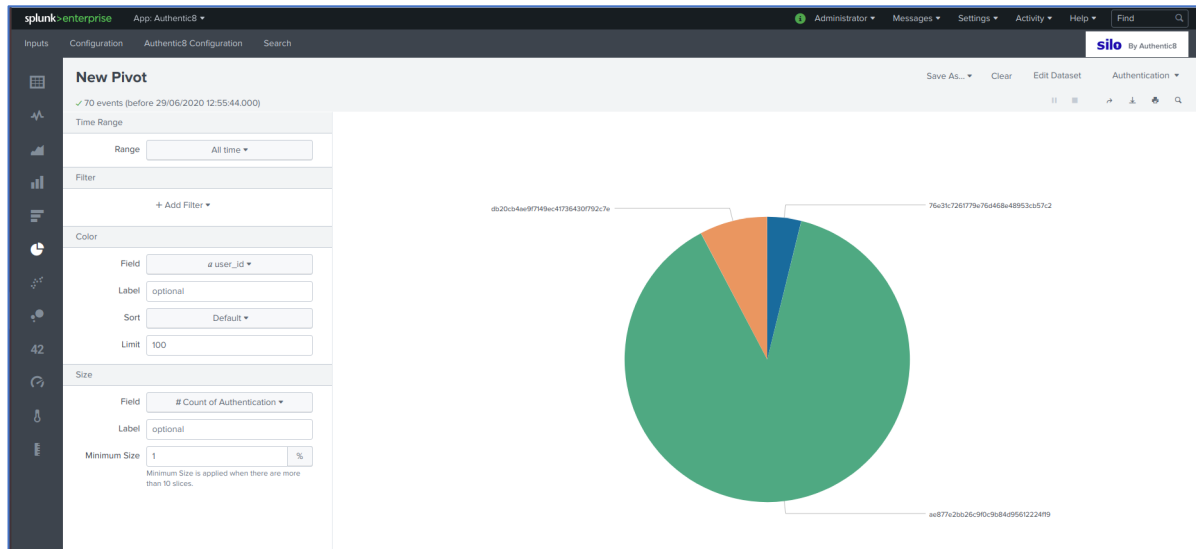 splunk>enterprise App: Authentic8 Administrator Messages Settings Activity Help Find
Inputs Configuration Authentic8 Configuration Search silo By Authentic8
New Pivot Save As... Clear Edit Dataset Authentication
70 events (before 29/06/2020 12:55:44.000)
Time Range
Range All time
Filter
+ Add Filter
Color
Field a user_id
Label optional
Sort Default
Limit 100
Size
Field # Count of Authentication
Label optional
Minimum Size 1 %
Minimum Size is applied when there are more
than 10 slices.
42
db20cb4ae9f7149ec41736430f792c7e
76e31c7261779e76d468e48953cb57c2
ae877e2bb26c9f0c9b84d95612224f19